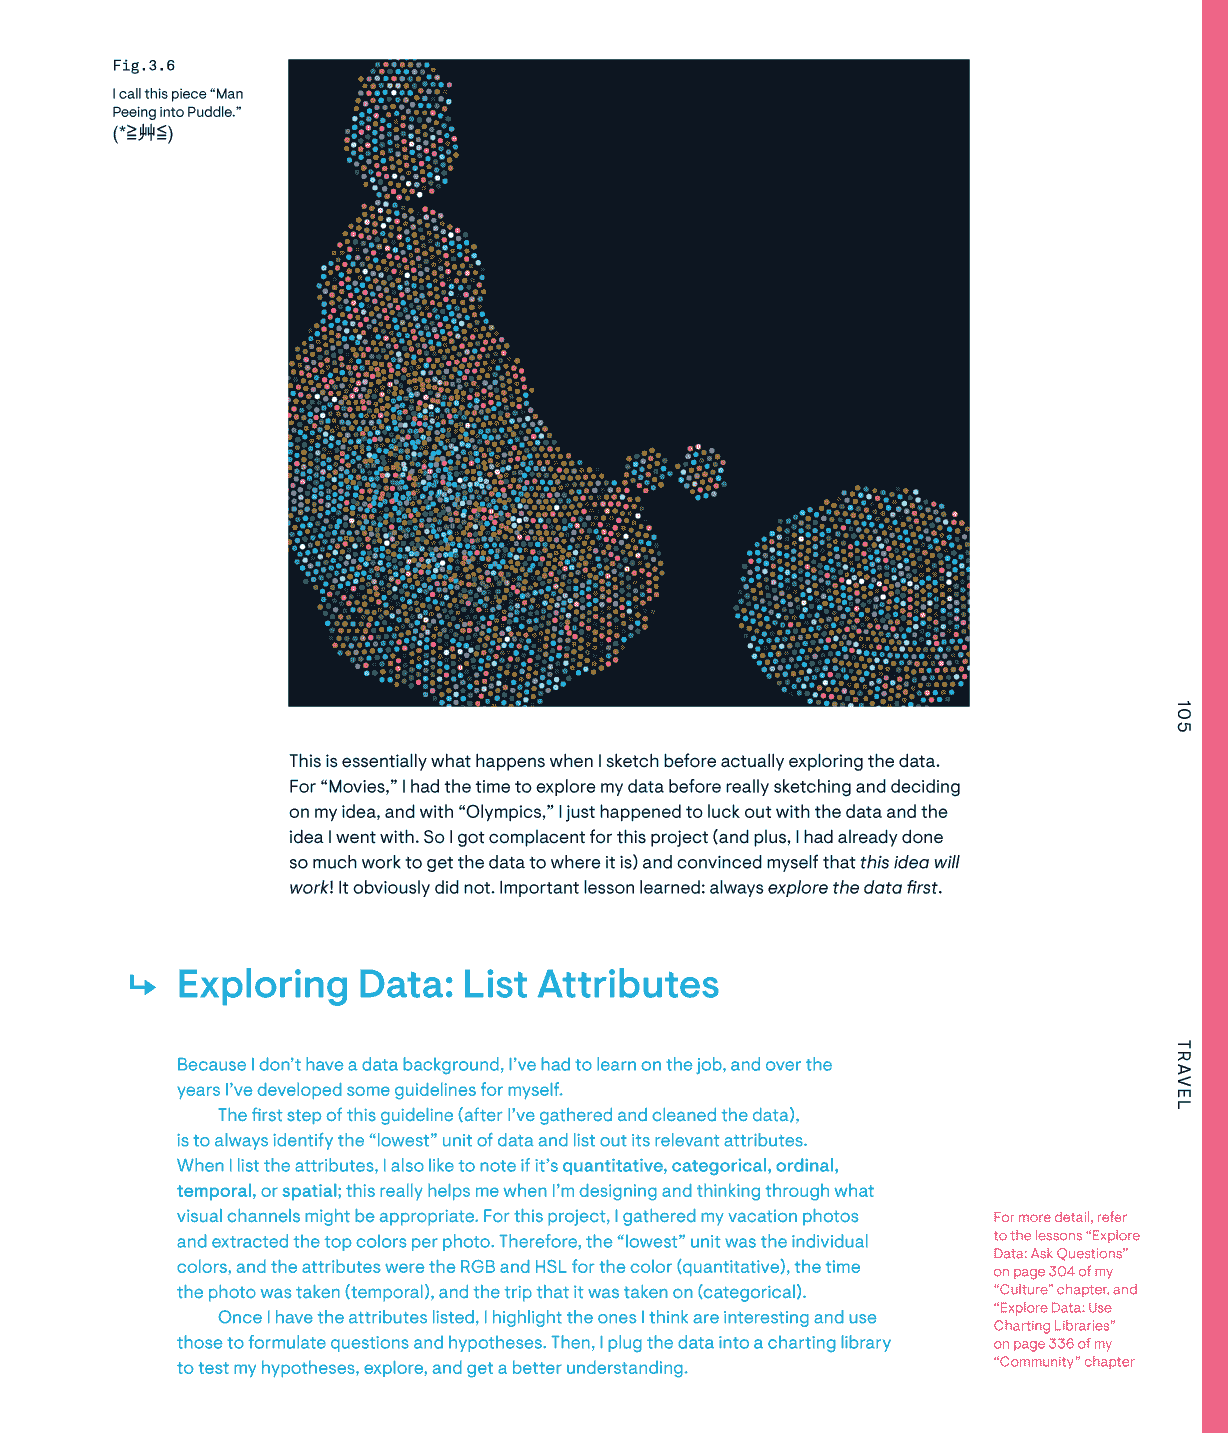 Fig.3.6
I call this piece “Man
Peeing into Puddle.”
(*≧艸≦)
This is essentially what happens when I sketch before actually exploring the data.
For “Movies,” I had the time to explore my data before really sketching and deciding
on my idea, and with “Olympics,” I just happened to luck out with the data and the
idea I went with. So I got complacent for this project (and plus, I had already done
so much work to get the data to where it is) and convinced myself that this idea will
work! It obviously did not. Important lesson learned: always explore the data first.
↳ Exploring Data: List Attributes
Because I don’t have a data background, I’ve had to learn on the job, and over the
years I’ve developed some guidelines for myself.
The first step of this guideline (after I’ve gathered and cleaned the data),
is to always identify the “lowest” unit of data and list out its relevant attributes.
When I list the attributes, I also like to note if it’s quantitative, categorical, ordinal,
temporal, or spatial; this really helps me when I’m designing and thinking through what
visual channels might be appropriate. For this project, I gathered my vacation photos
and extracted the top colors per photo. Therefore, the “lowest” unit was the individual
colors, and the attributes were the RGB and HSL for the color (quantitative), the time
the photo was taken (temporal), and the trip that it was taken on (categorical).
Once I have the attributes listed, I highlight the ones I think are interesting and use
those to formulate questions and hypotheses. Then, I plug the data into a charting library
to test my hypotheses, explore, and get a better understanding.
For more detail, refer
to the lessons “Explore
Data: Ask Questions”
on page 304 of my
“Culture” chapter, and
“Explore Data: Use
Charting Libraries”
on page 336 of my
“Community” chapter
105
TRAVEL